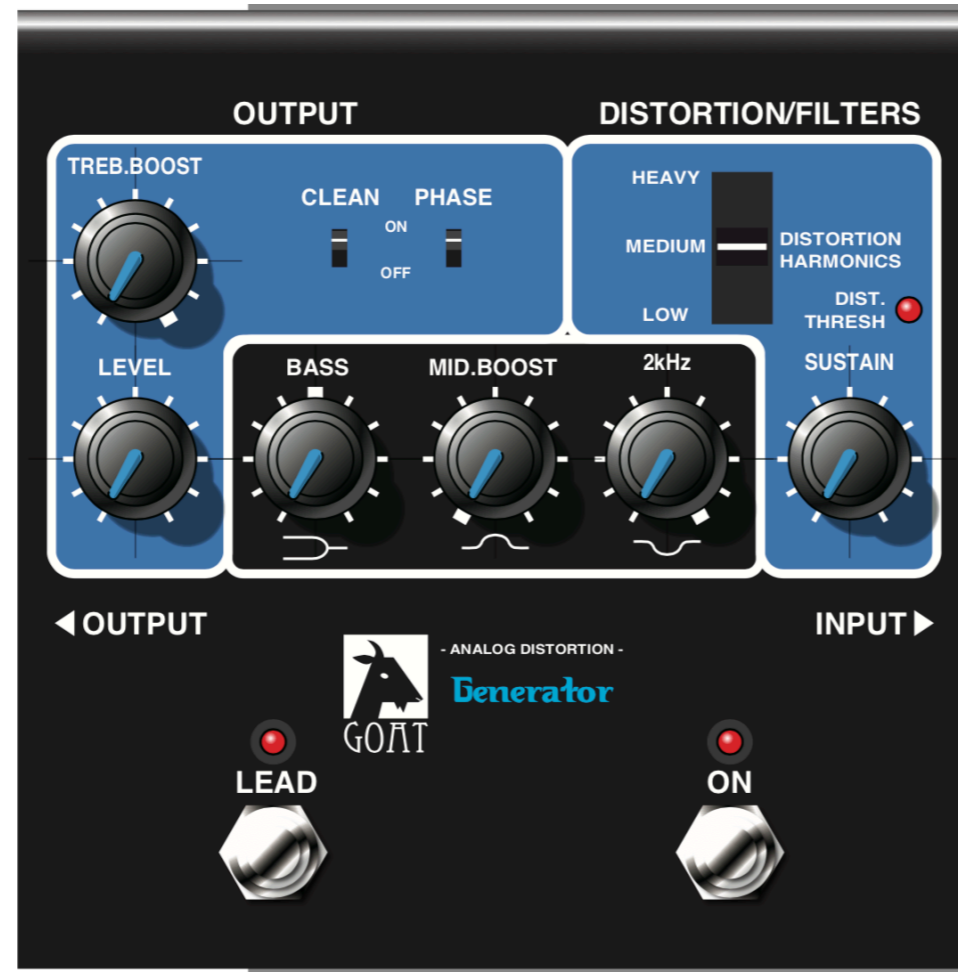 OUTPUT
DISTORTION/FILTERS
TREB.BOOST
CLEAN
PHASE
ON
OFF
HEAVY
MEDIUM
LOW
DISTORTION
HARMONICS
DIST.
THRESH
LEVEL
BASS
MID.BOOST
2kHz
SUSTAIN
OUTPUT
INPUT
- ANALOG DISTORTION -
Generator
GOAT
LEAD
ON